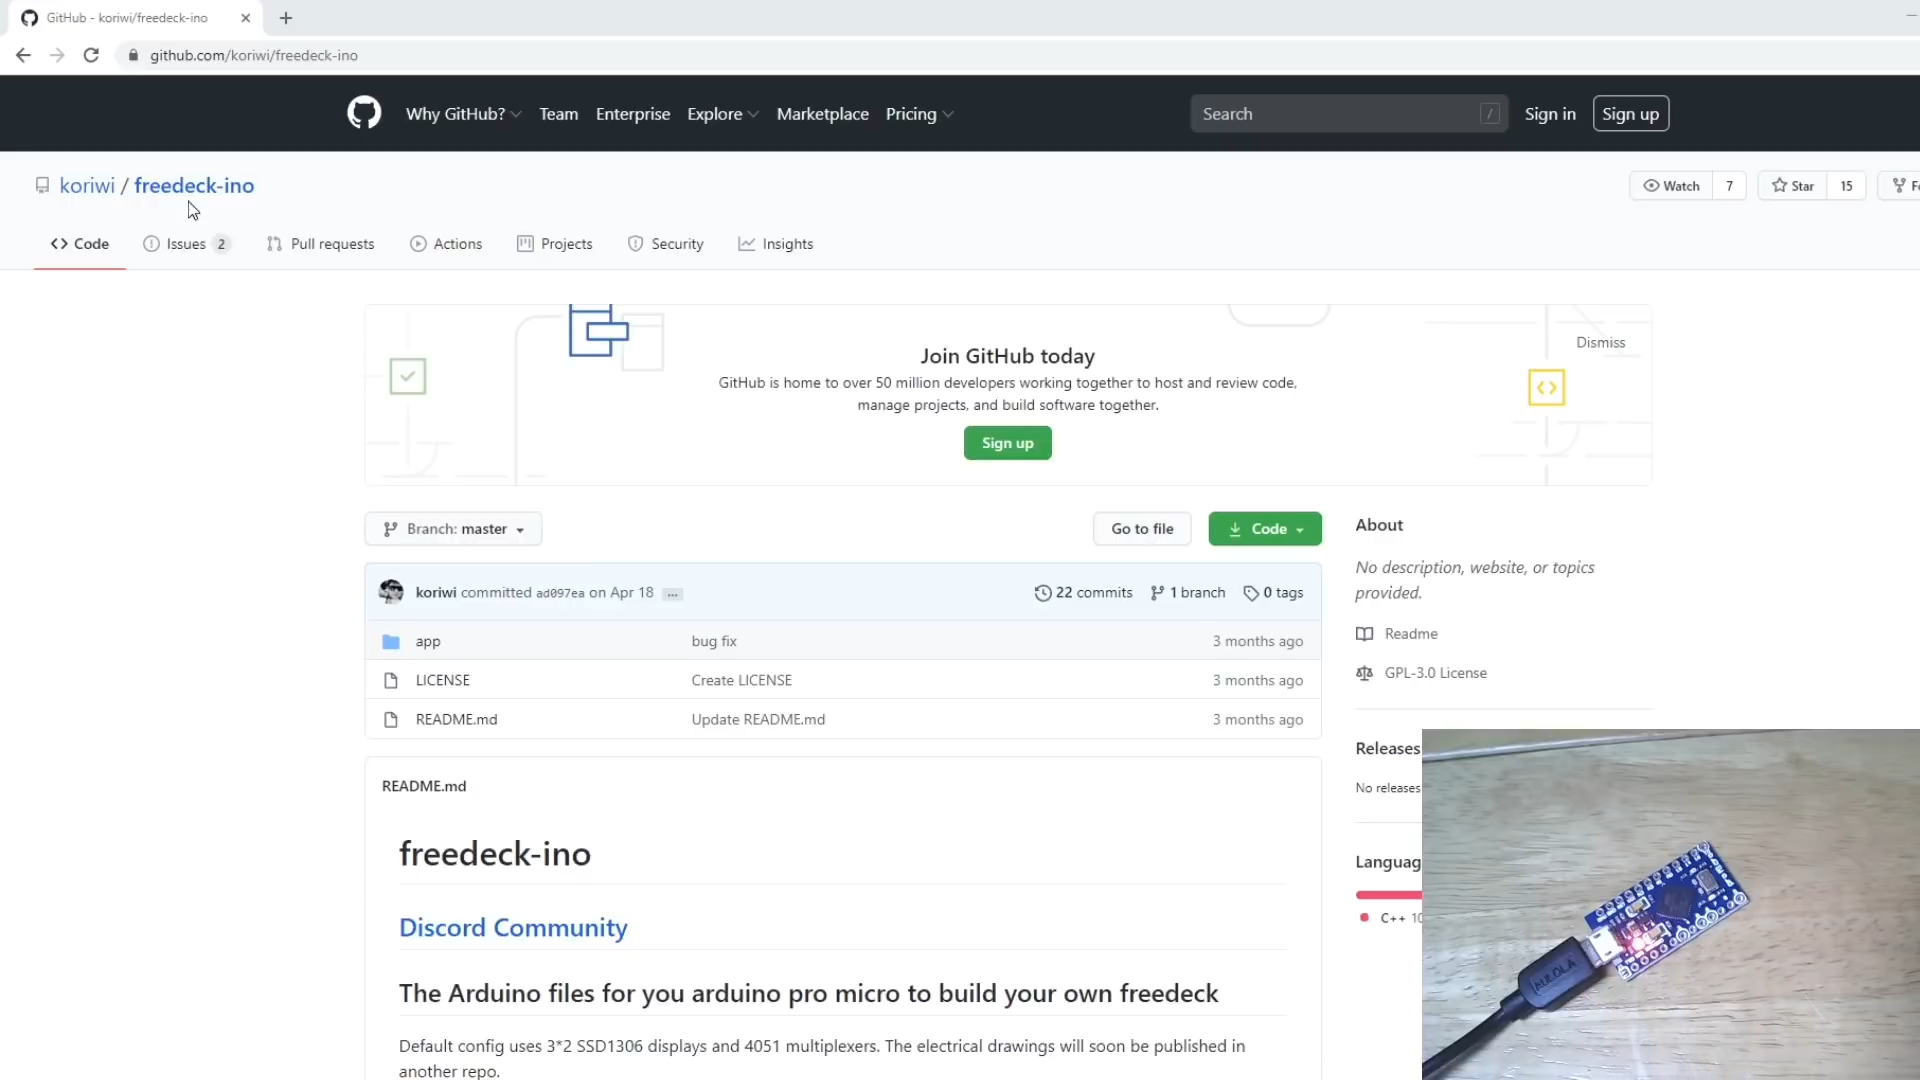 GitHub - koriwi/freedeck-ino
github.com/koriwi/freedeck-ino
Why GitHub? Team Enterprise Explore Marketplace Pricing Search / Sign in Sign up
koriwi / freedeck-ino
Watch 7 Star 15
Code Issues 2 Pull requests Actions Projects Security Insights
Join GitHub today
Dismiss
GitHub is home to over 50 million developers working together to host and review code,
manage projects, and build software together.
Sign up
Branch: master Go to file Code
koriwi committed ad097ea on Apr 18 ... 22 commits 1 branch 0 tags
app bug fix 3 months ago
LICENSE Create LICENSE 3 months ago
README.md Update README.md 3 months ago
About
No description, website, or topics
provided.
Readme
GPL-3.0 License
Releases
No releases
Languag
C++ 10
README.md
freedeck-ino
Discord Community
The Arduino files for you arduino pro micro to build your own freedeck
Default config uses 3*2 SSD1306 displays and 4051 multiplexers. The electrical drawings will soon be published in
another repo.
AULOLA